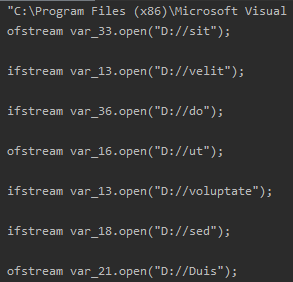 "C:\Program Files (x86)\Microsoft Visual
ofstream var_33.open("D://sit");
ifstream var_13.open("D://velit");
ifstream var_36.open("D://do");
ofstream var_16.open("D://ut");
ifstream var_13.open("D://voluptate");
ifstream var_18.open("D://sed");
ofstream var_21.open("D://Duis");